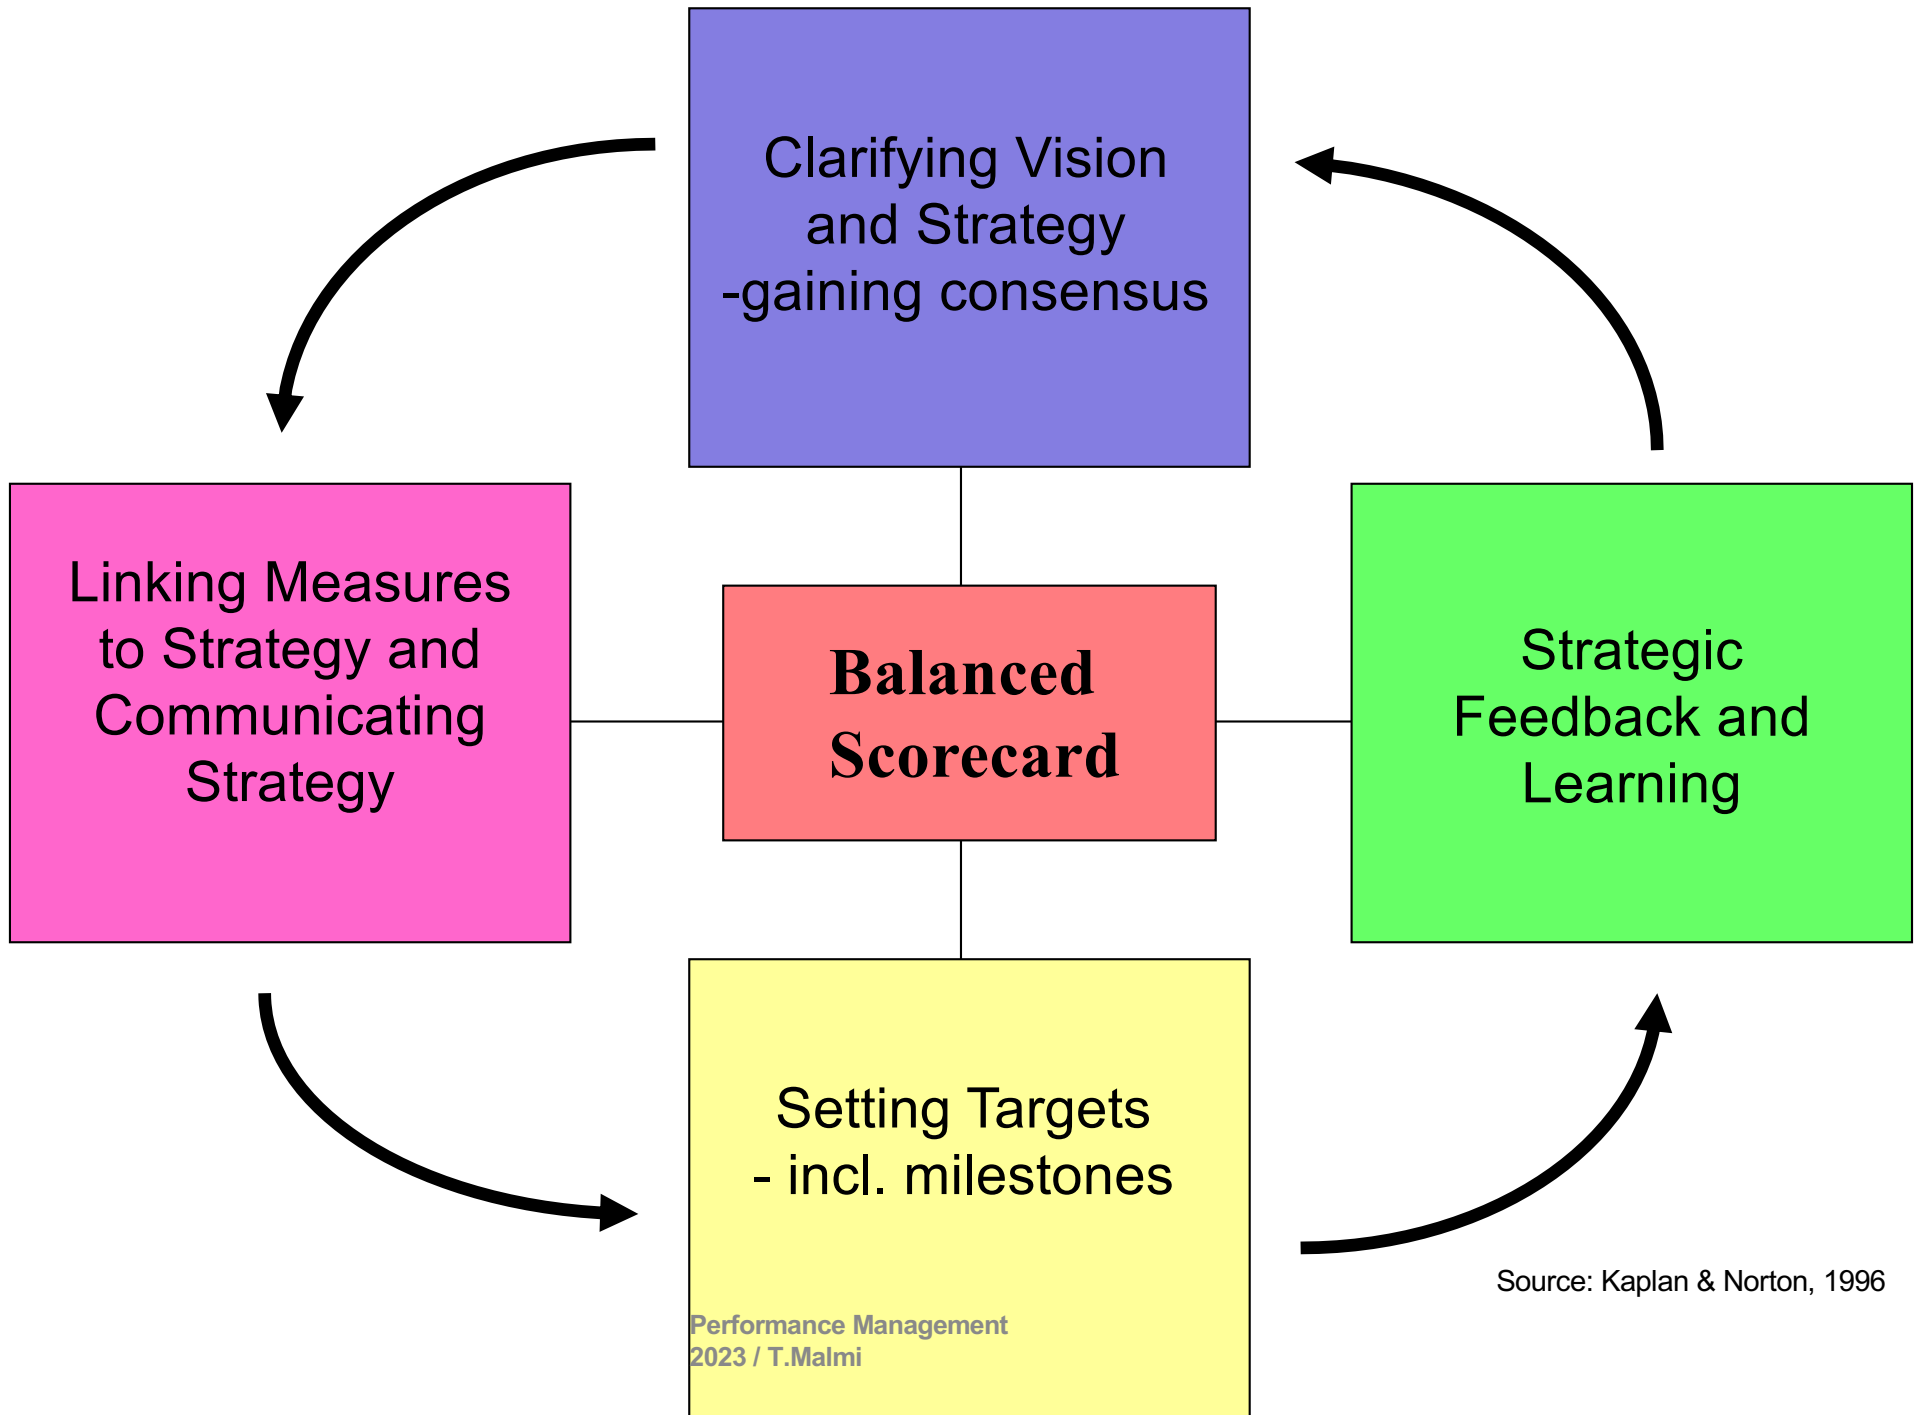 Clarifying Vision
and Strategy
-gaining consensus
Linking Measures
to Strategy and
Communicating
Strategy
Balanced
Scorecard
Strategic
Feedback and
Learning
Setting Targets
- incl. milestones
Source: Kaplan & Norton, 1996
Performance Management
2023 / T.Malmi